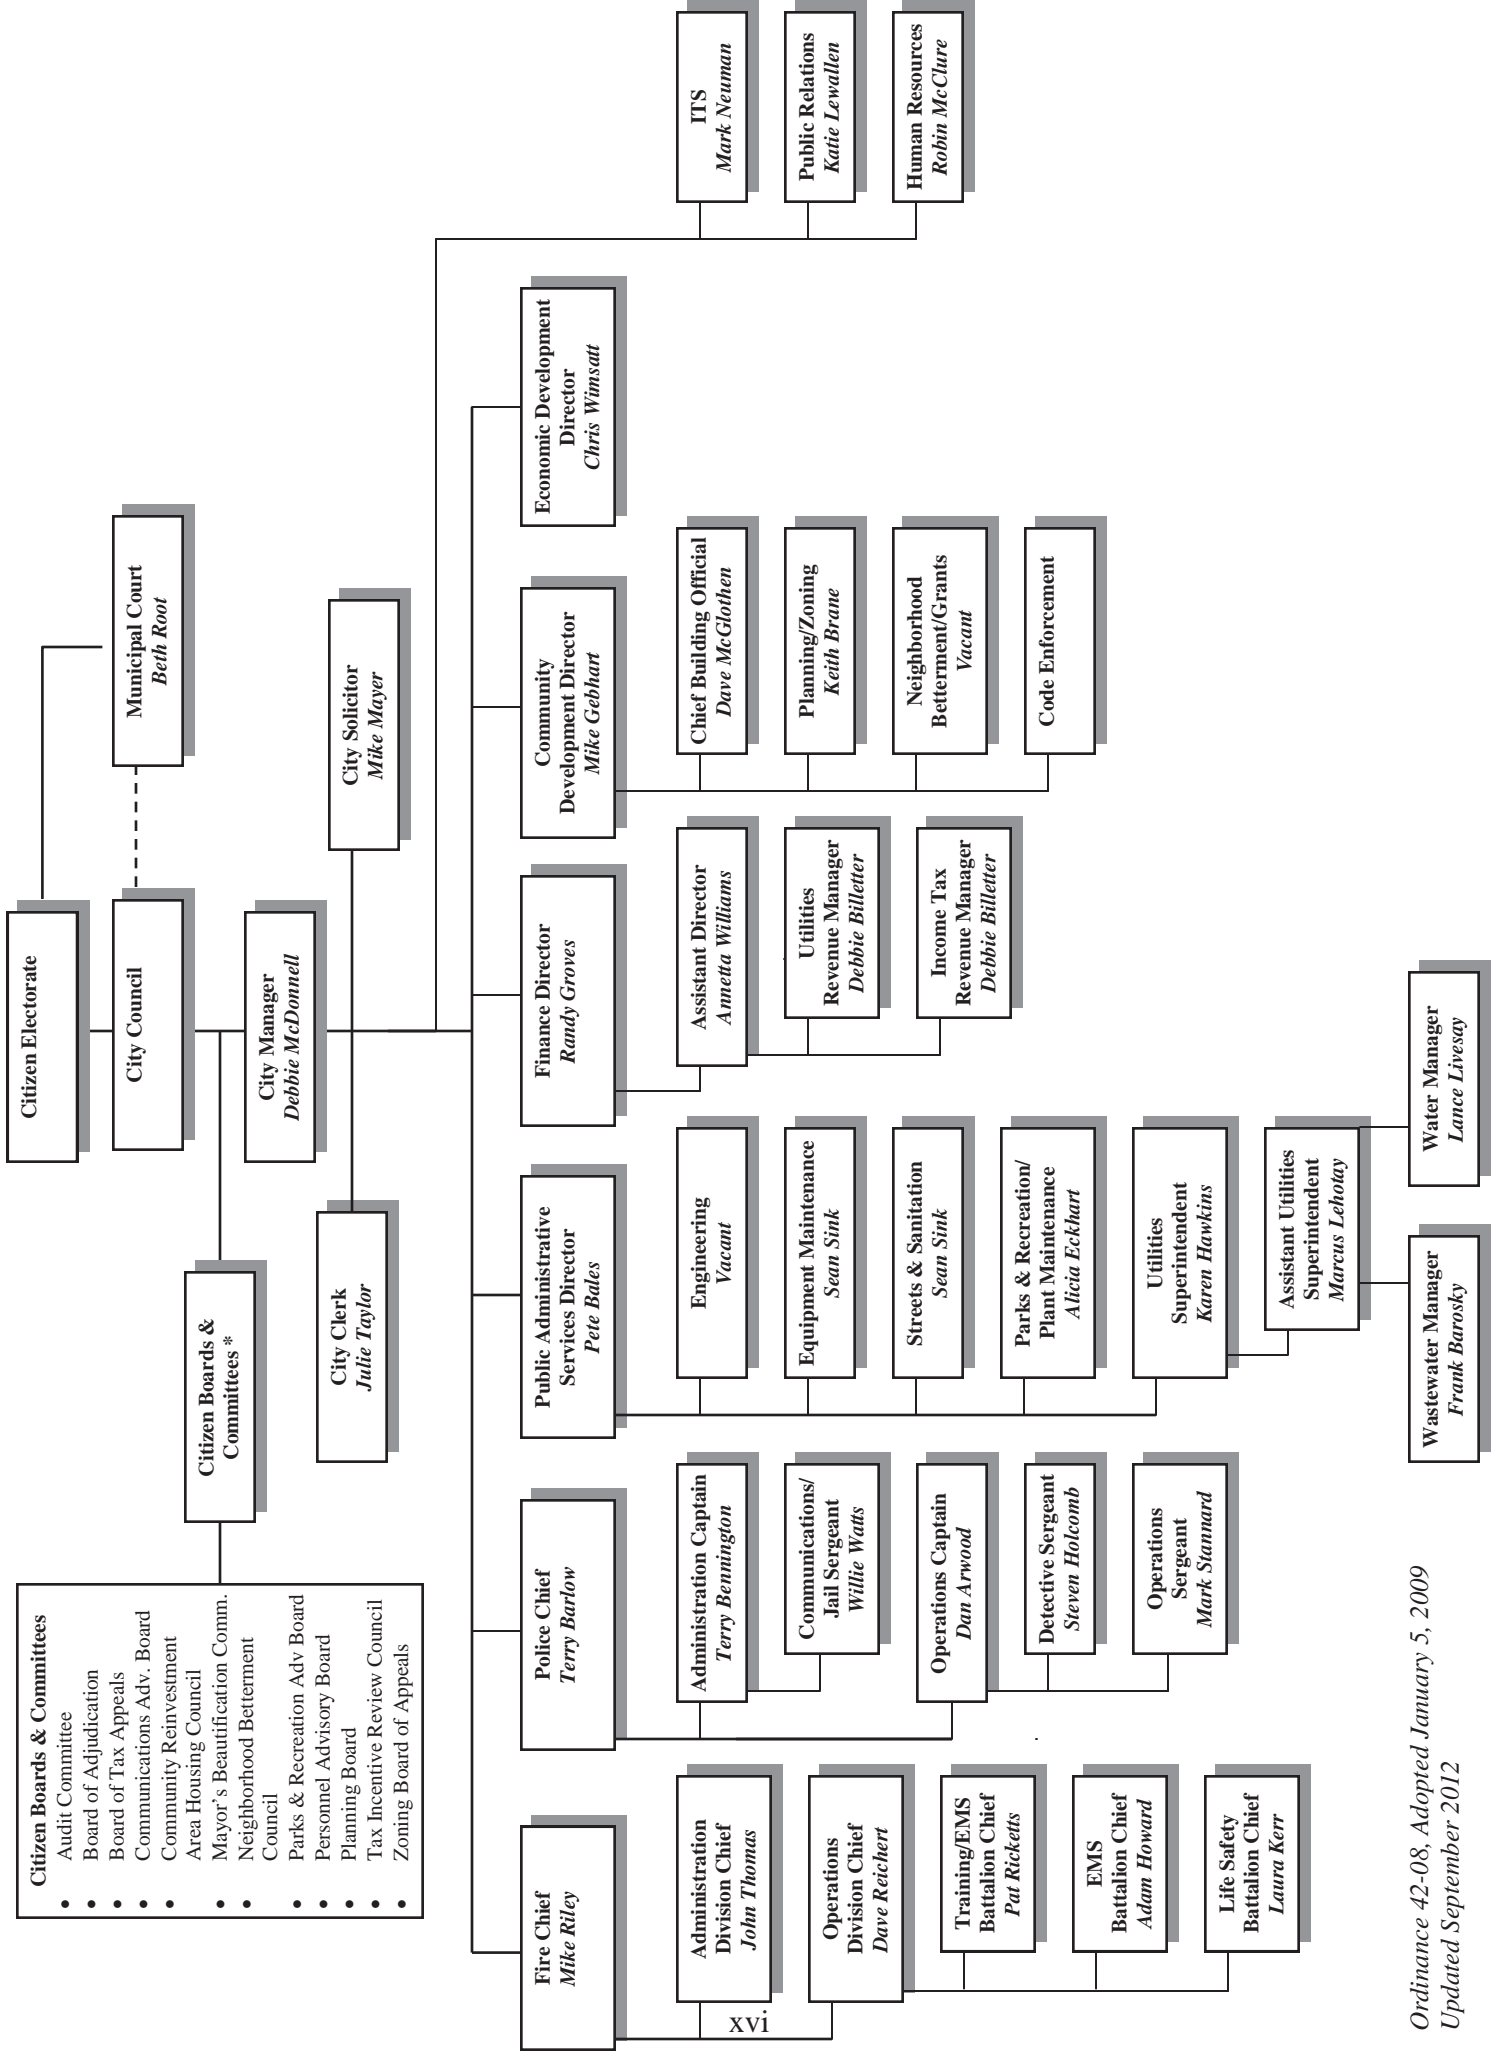 Citizen Electorate
City Council
Municipal Court
Beth Root
Citizen Boards &
Committees *
City Manager
Debbie McDonnell
City Clerk
Julie Taylor
City Solicitor
Mike Mayer
Citizen Boards & Committees
• Audit Committee
• Board of Adjudication
• Board of Tax Appeals
• Communications Adv. Board
• Community Reinvestment
Area Housing Council
• Mayor's Beautification Comm.
• Neighborhood Betterment
Council
• Parks & Recreation Adv Board
• Personnel Advisory Board
• Planning Board
• Tax Incentive Review Council
• Zoning Board of Appeals
Fire Chief
Mike Riley
Administration
Division Chief
John Thomas
Operations
Division Chief
Dave Reichert
Training/EMS
Battalion Chief
Pat Ricketts
EMS
Battalion Chief
Adam Howard
Life Safety
Battalion Chief
Laura Kerr
Police Chief
Terry Barlow
Administration Captain
Terry Bennington
Communications/
Jail Sergeant
Willie Watts
Operations Captain
Dan Arwood
Detective Sergeant
Steven Holcomb
Operations
Sergeant
Mark Stannard
Public Administrative
Services Director
Pete Bales
Engineering
Vacant
Equipment Maintenance
Sean Sink
Streets & Sanitation
Sean Sink
Parks & Recreation/
Plant Maintenance
Alicia Eckhart
Utilities
Superintendent
Karen Hawkins
Assistant Utilities
Superintendent
Marcus Lehotay
Wastewater Manager
Frank Barosky
Water Manager
Lance Livesay
Finance Director
Randy Groves
Assistant Director
Annetta Williams
Utilities
Revenue Manager
Debbie Billetter
Income Tax
Revenue Manager
Debbie Billetter
Community
Development Director
Mike Gebhart
Chief Building Official
Dave McGlothen
Planning/Zoning
Keith Brane
Neighborhood
Betterment/Grants
Vacant
Code Enforcement
Economic Development
Director
Chris Wimsatt
ITS
Mark Neuman
Public Relations
Katie Lewallen
Human Resources
Robin McClure
Ordinance 42-08, Adopted January 5, 2009
Updated September 2012
xvi